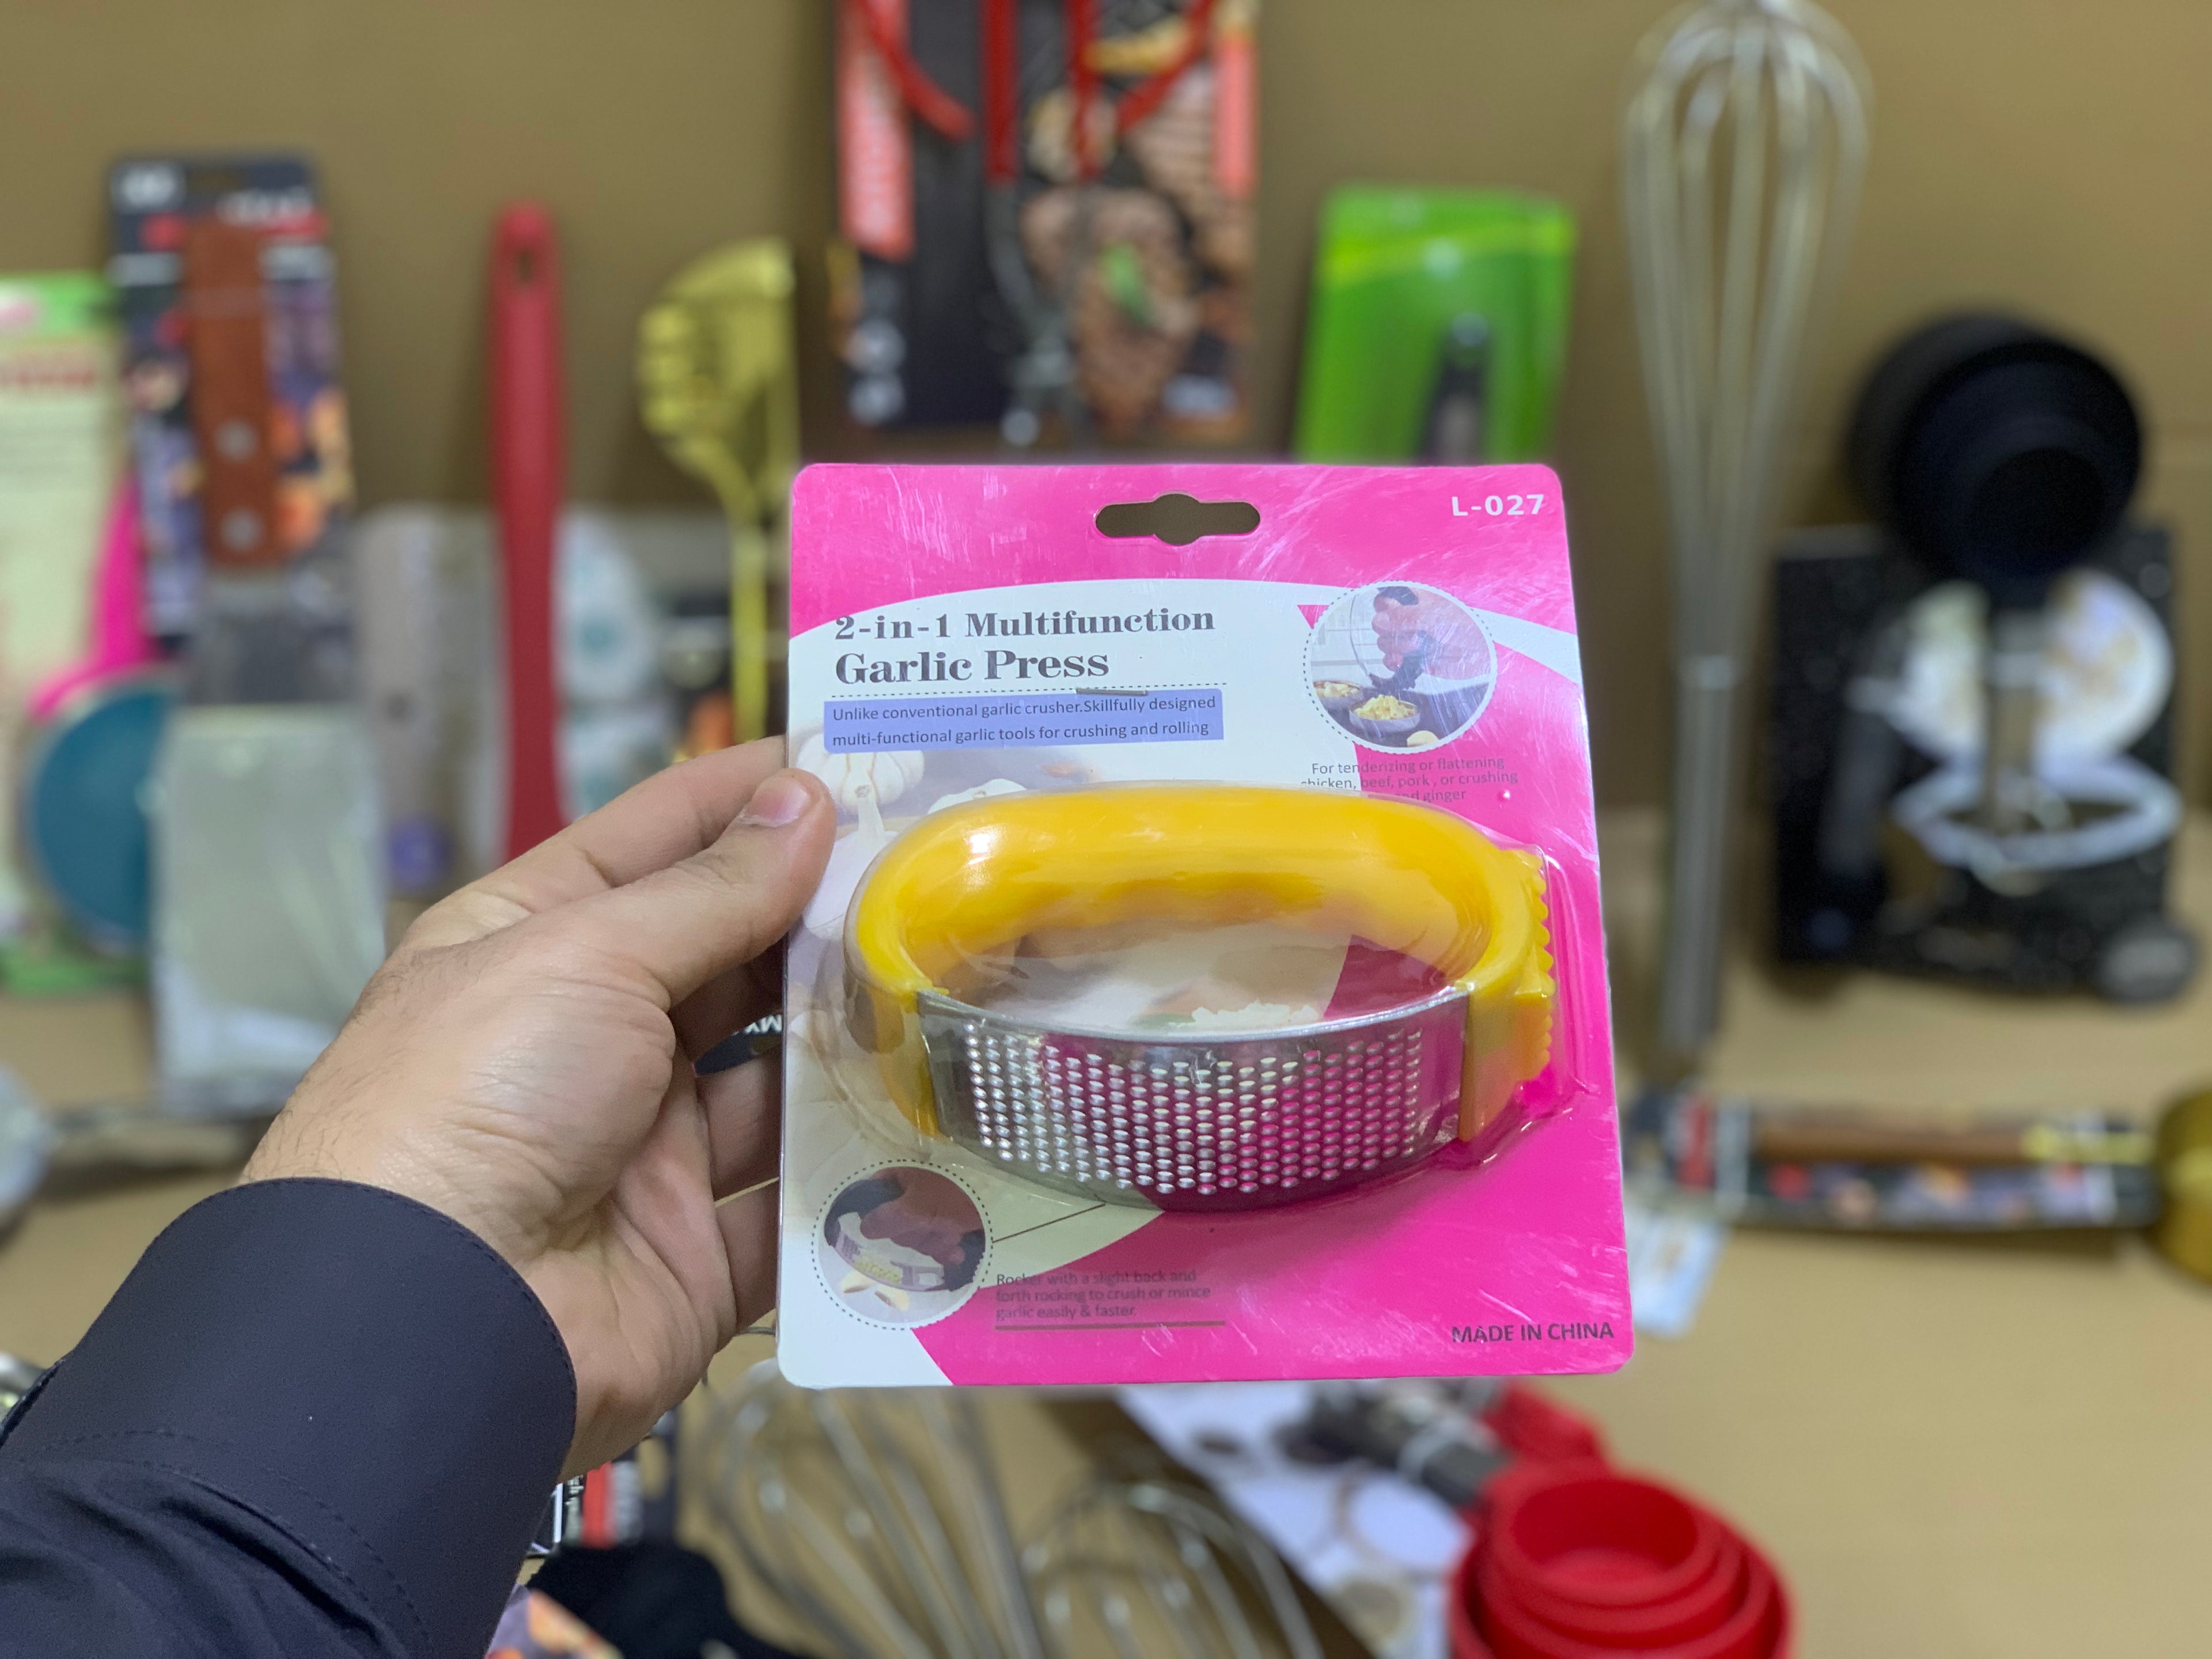 L-027
2-in-1 Multifunction
Garlic Press
Unlike conventional garlic crusher.Skillfully designed
multi-functional garlic tools for crushing and rolling
For tenderizing or flattening
chicken, beef, pork , or crushing
and ginger
Rocker with a slight back and
forth rocking to crush or mince
garlic easily & faster.
MADE IN CHINA